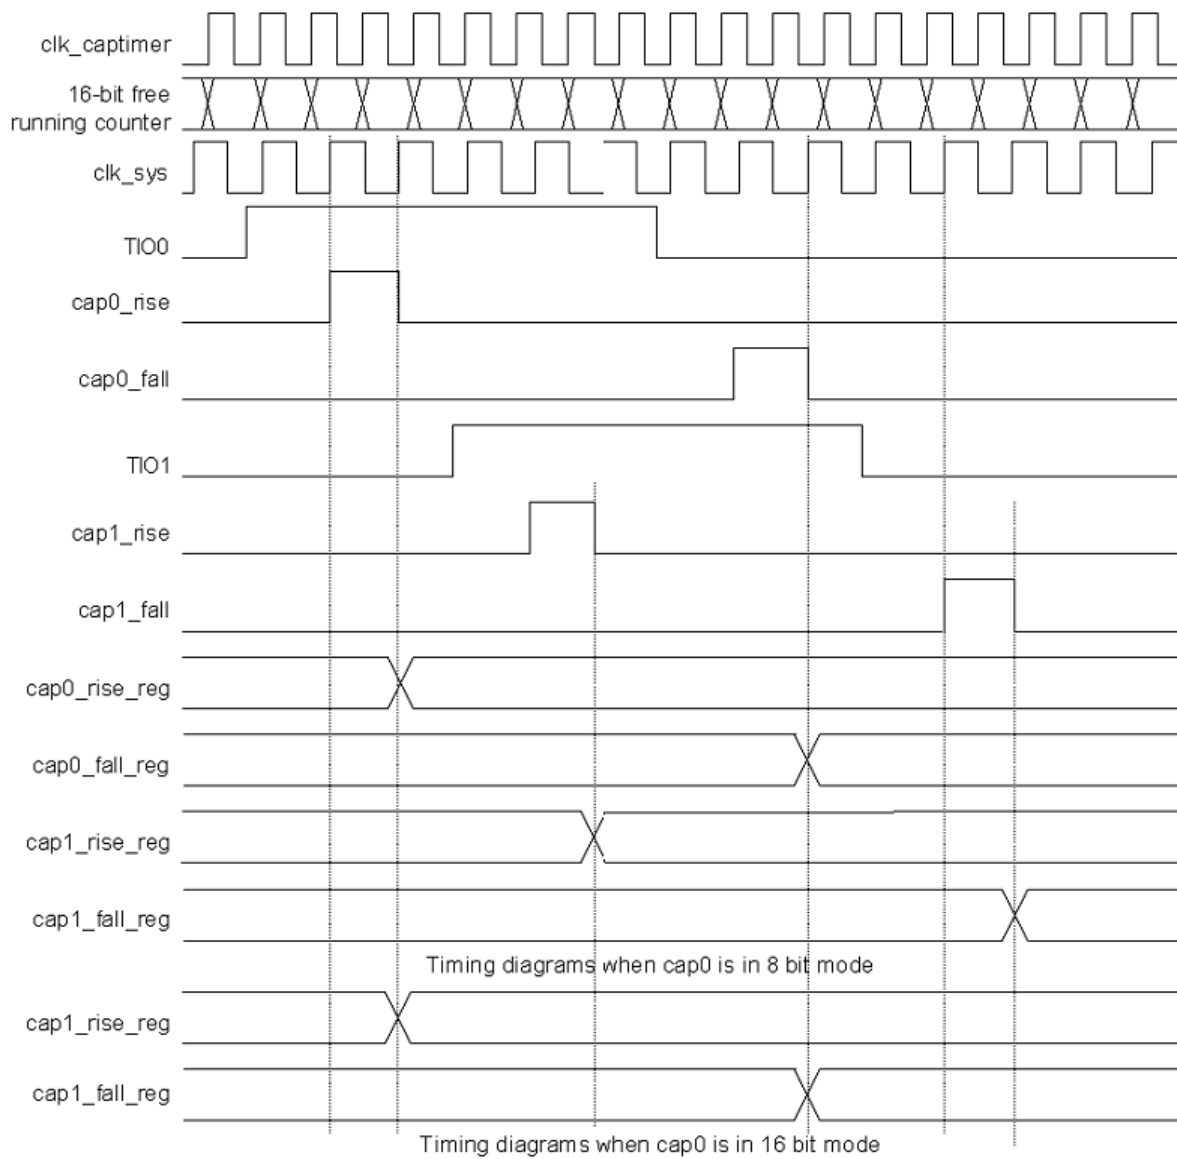 clk_captimer
16-bit free
running counter
clk_sys
TIO0
cap0_rise
cap0_fall
TIO1
cap1_rise
cap1_fall
cap0_rise_reg
cap0_fall_reg
cap1_rise_reg
cap1_fall_reg
Timing diagrams when cap0 is in 8 bit mode
cap1_rise_reg
cap1_fall_reg
Timing diagrams when cap0 is in 16 bit mode